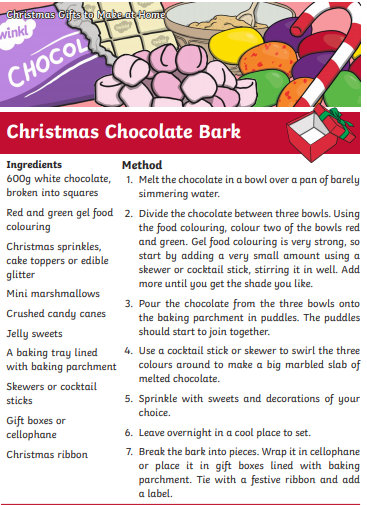 Christmas Gifts to Make at Home
winkl
CHOCOL
Christmas Chocolate Bark
Ingredients
600g white chocolate,
broken into squares
Red and green gel food
colouring
Christmas sprinkles,
cake toppers or edible
glitter
Mini marshmallows
Crushed candy canes
Jelly sweets
A baking tray lined
with baking parchment
Skewers or cocktail
sticks
Gift boxes or
cellophane
Christmas ribbon
Method
1. Melt the chocolate in a bowl over a pan of barely
simmering water.
2. Divide the chocolate between three bowls. Using
the food colouring, colour two of the bowls red
and green. Gel food colouring is very strong, so
start by adding a very small amount using a
skewer or cocktail stick, stirring it in well. Add
more until you get the shade you like.
3. Pour the chocolate from the three bowls onto
the baking parchment in puddles. The puddles
should start to join together.
4. Use a cocktail stick or skewer to swirl the three
colours around to make a big marbled slab of
melted chocolate.
5. Sprinkle with sweets and decorations of your
choice.
6. Leave overnight in a cool place to set.
7. Break the bark into pieces. Wrap it in cellophane
or place it in gift boxes lined with baking
parchment. Tie with a festive ribbon and add
a label.